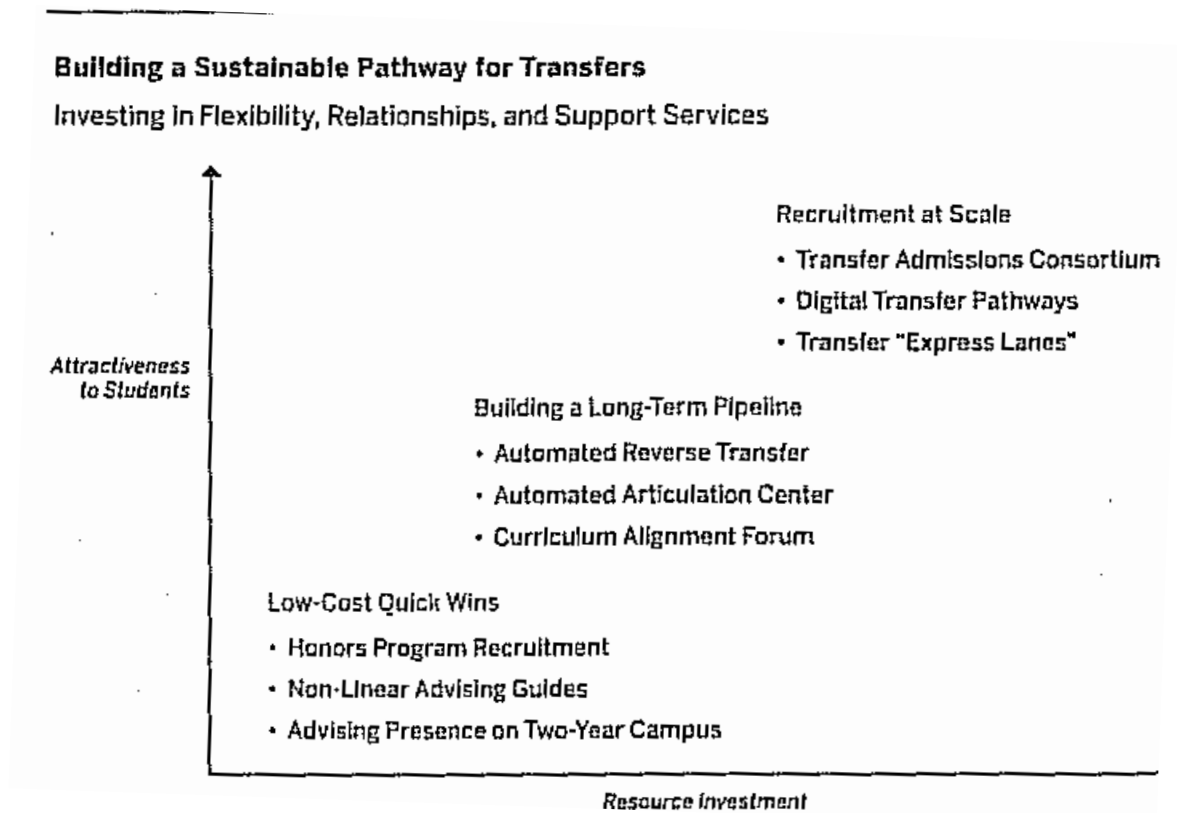 Building a Sustainable Pathway for Transfers
Investing in Flexibility, Relationships, and Support Services
Recruitment at Scale
• Transfer Admissions Consortium
• Digital Transfer Pathways
• Transfer "Express Lanes"
Attractiveness
to Students
Building a Long-Term Pipeline
• Automated Reverse Transfer
• Automated Articulation Center
• Curriculum Alignment Forum
Low-Cost Quick Wins
• Honors Program Recruitment
• Non-Linear Advising Guides
• Advising Presence on Two-Year Campus
Resource Investment